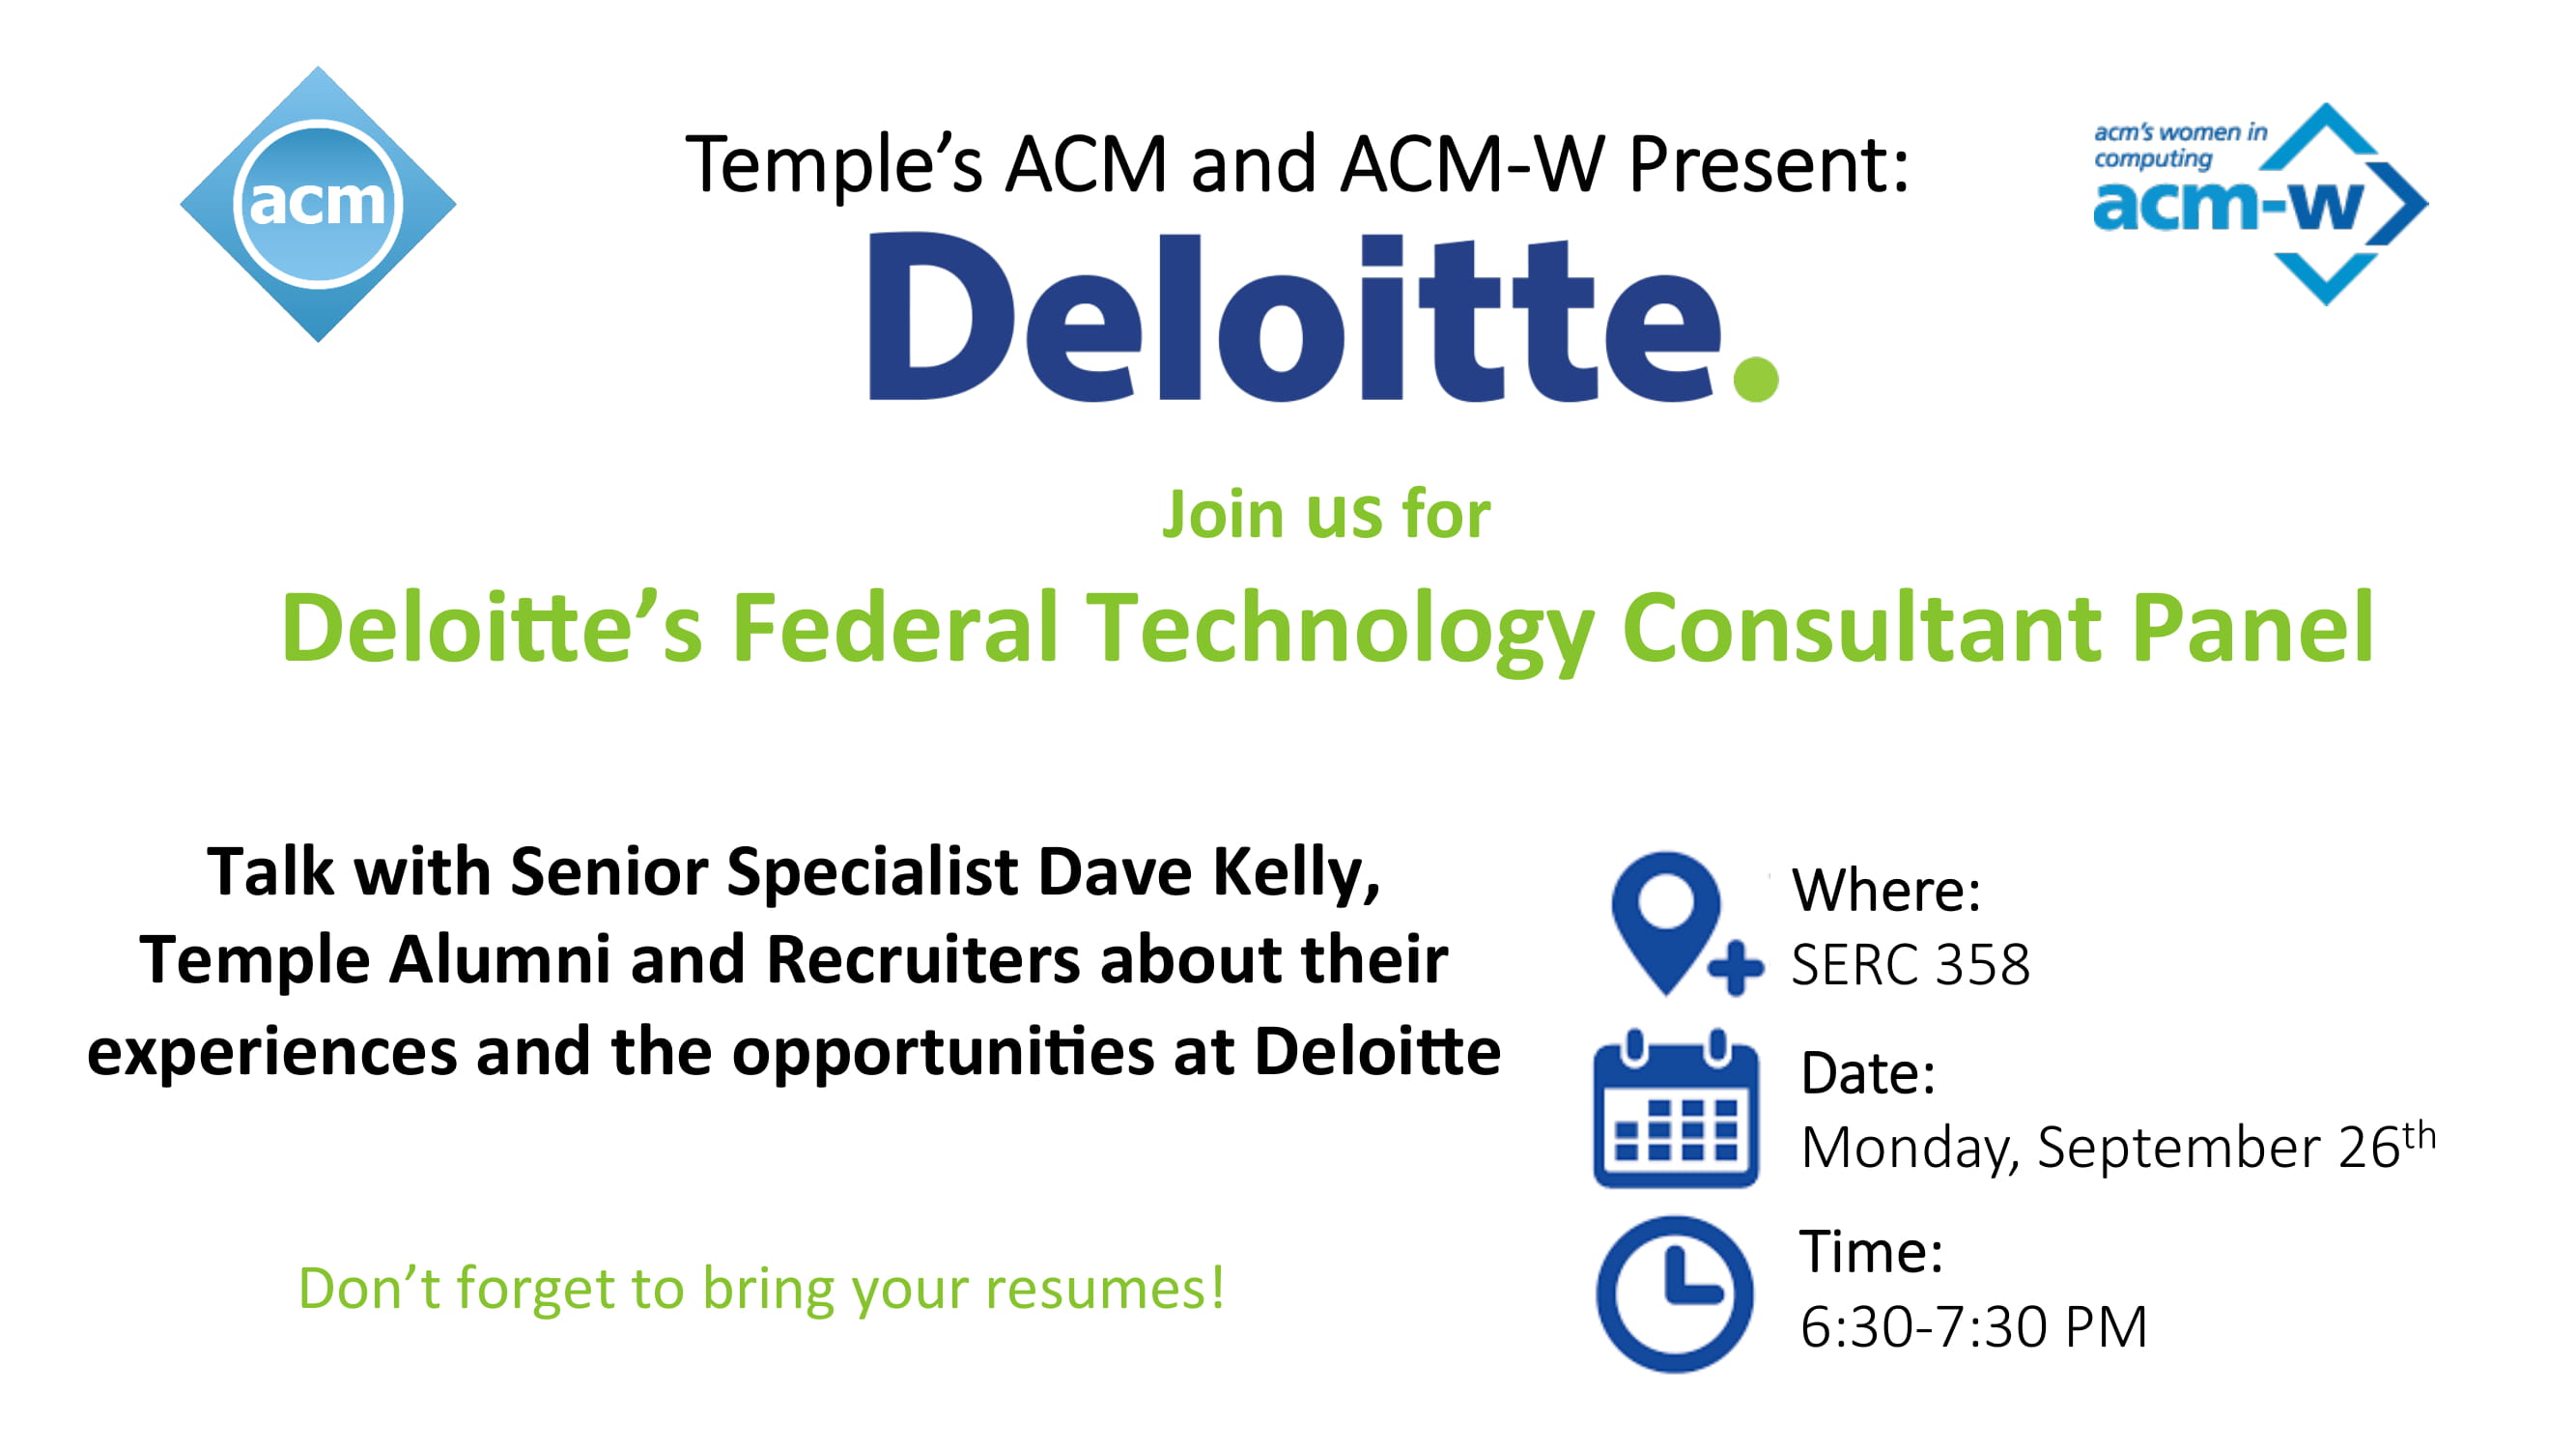 acm
Temple’s ACM and ACM-W Present:
acm's women in
computing
acm-w
Deloitte.
Join us for
Deloitte’s Federal Technology Consultant Panel
Talk with Senior Specialist Dave Kelly,
Temple Alumni and Recruiters about their
experiences and the opportunities at Deloitte
Don’t forget to bring your resumes!
Where:
SERC 358
Date:
Monday, September 26th
Time:
6:30-7:30 PM